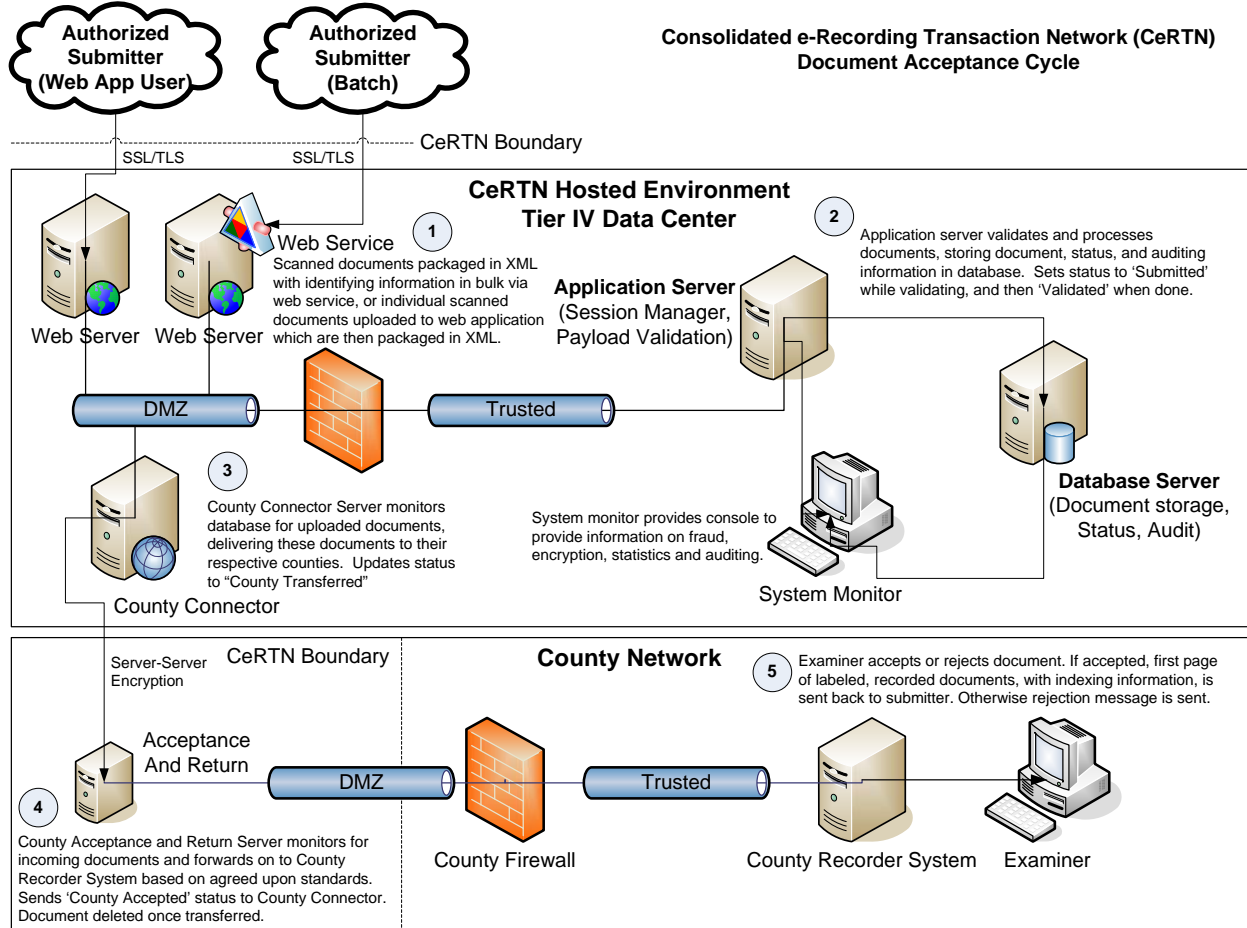 Authorized
Submitter
(Web App User)
Authorized
Submitter
(Batch)
Consolidated e-Recording Transaction Network (CeRTN)
Document Acceptance Cycle
CeRTN Boundary
SSL/TLS
SSL/TLS
CeRTN Hosted Environment
Tier IV Data Center
Web Server
Web Server
Web Service
1
Scanned documents packaged in XML
with identifying information in bulk via
web service, or individual scanned
documents uploaded to web application
which are then packaged in XML.
2
Application server validates and processes
documents, storing document, status, and auditing
information in database. Sets status to ‘Submitted’
while validating, and then ‘Validated’ when done.
Application Server
(Session Manager,
Payload Validation)
DMZ
Trusted
3
County Connector Server monitors
database for uploaded documents,
delivering these documents to their
respective counties. Updates status
to “County Transferred”
County Connector
System monitor provides console to
provide information on fraud,
encryption, statistics and auditing.
System Monitor
Database Server
(Document storage,
Status, Audit)
Server-Server
Encryption
CeRTN Boundary
County Network
5
Examiner accepts or rejects document. If accepted, first page
of labeled, recorded documents, with indexing information, is
sent back to submitter. Otherwise rejection message is sent.
Acceptance
And Return
DMZ
Trusted
4
County Acceptance and Return Server monitors for
incoming documents and forwards on to County
Recorder System based on agreed upon standards.
Sends ‘County Accepted’ status to County Connector.
Document deleted once transferred.
County Firewall
County Recorder System
Examiner